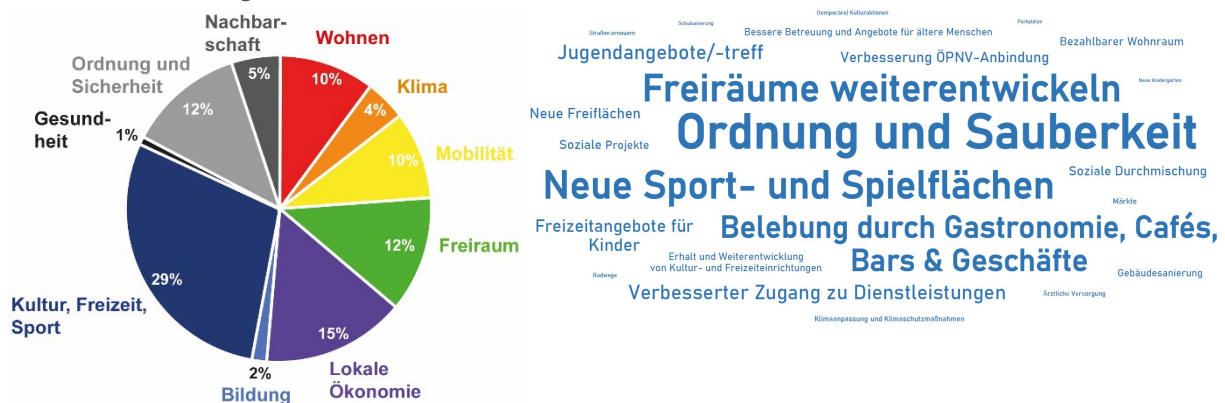 Nachbar-
schaft
5%
Wohnen
10%
Klima
4%
Mobilität
10%
Freiraum
12%
Lokale
Ökonomie
15%
Bildung
2%
Kultur, Freizeit,
Sport
29%
Gesund-
heit
1%
Ordnung und
Sicherheit
12%
(temporäre) Kulturaktionen
Schulsanierung
Parkplätze
Straßen erneuern
Bessere Betreuung und Angebote für ältere Menschen
Bezahlbarer Wohnraum
Jugendangebote/-treff
Verbesserung ÖPNV-Anbindung
Freiräume weiterentwickeln
Neue Kindergärten
Neue Freiflächen
Ordnung und Sauberkeit
Soziale Projekte
Neue Sport- und Spielflächen
Soziale Durchmischung
Märkte
Freizeitangebote für
Kinder
Belebung durch Gastronomie, Cafés,
Bars & Geschäfte
Erhalt und Weiterentwicklung
von Kultur- und Freizeiteinrichtungen
Radwege
Gebäudesanierung
Verbesserter Zugang zu Dienstleistungen
Ärztliche Versorgung
Klimaanpassung und Klimaschutzmaßnahmen